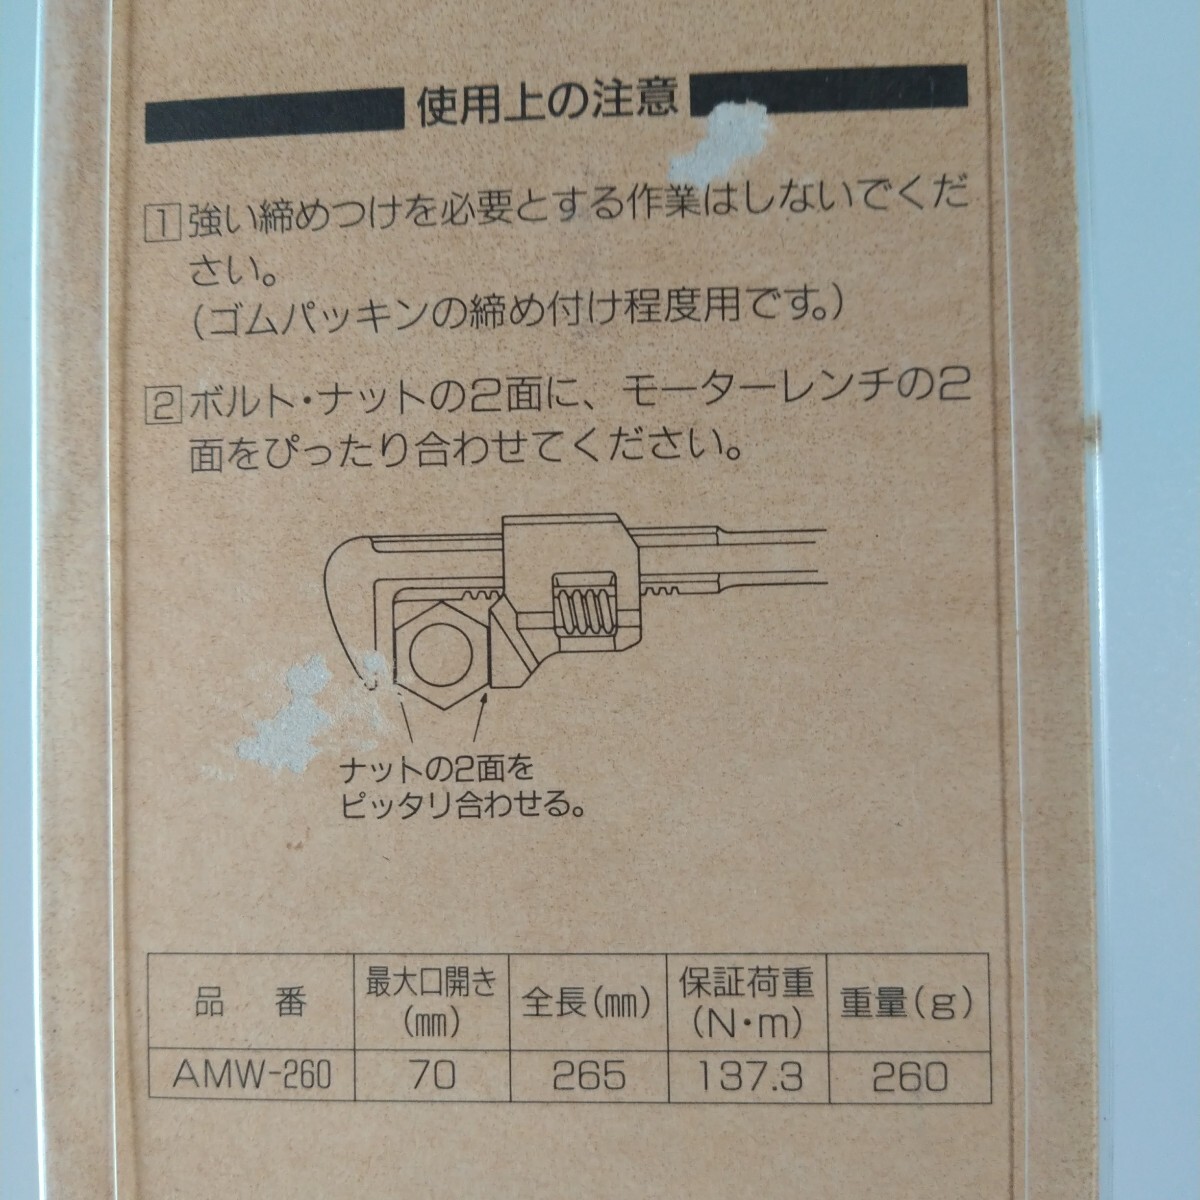 使用上の注意
1 強い締めつけを必要とする作業はしないでくだ
さい。
(ゴムパッキンの締め付け程度用です。)
2 ボルト・ナットの2面に、モーターレンチの2
面をぴったり合わせてください。
ナットの2面を
ピッタリ合わせる。
品番 最大口開き(㎜) 全長(㎜) 保証荷重(N・m) 重量(g)
AMW-260 70 265 137.3 260